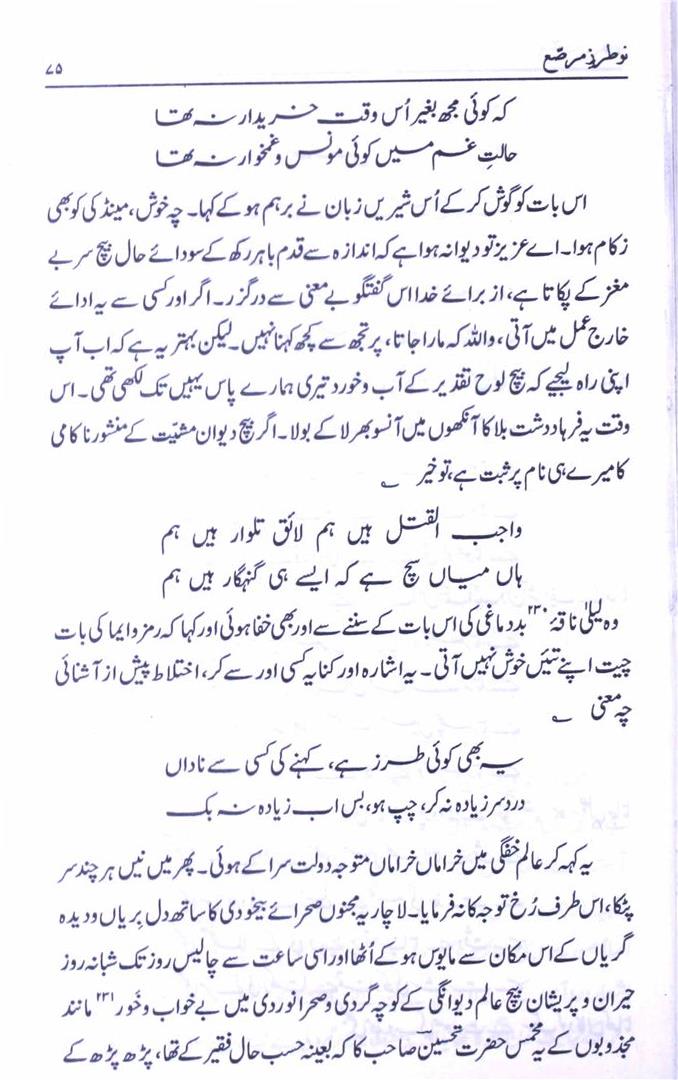 نو طرزِ مرصّع
۷۵
کہ کوئی مجھ بغیر اُس وقت خریدار نہ تھا
حالتِ غم میں کوئی مونس و غمخوار نہ تھا
اس بات کو گوش کر کے اُس شیریں زبان نے برہم ہو کے کہا۔ چہ خوش، مینڈکی کو بھی
زکام ہوا۔ اے عزیز تو دیوانہ ہوا ہے کہ اندازہ سے قدم باہر رکھ کے سودائے حال بیچ سر بے
مغز کے پکاتا ہے، از برائے خدا اس گفتگو بے معنی سے درگزر۔ اگر اور کسی سے یہ ادائے
خارج عمل میں آتی، واللہ کہ مارا جاتا، پر تجھ سے کچھ کہنا نہیں۔ لیکن بہتر یہ ہے کہ اب آپ
اپنی راہ لیجیے کہ بیچ لوح تقدیر کے آب و خورد تیری ہمارے پاس یہیں تک لکھی تھی۔ اس
وقت یہ فرہاد دشت بلا کا آنکھوں میں آنسو بھر لا کے بولا۔ اگر بیچ دیوان مشیّت کے منشور ناکامی
کا میرے ہی نام پر ثبت ہے، تو خیر ؎
واجب القتل ہیں ہم لائق تلوار ہیں ہم
ہاں میاں سچ ہے کہ ایسے ہی گنہگار ہیں ہم
وہ لیلیٰ ناقۂ ۲۳۰ بددماغی کی اس بات کے سننے سے اور بھی خفا ہوئی اور کہا کہ رمز و ایما کی بات
چیت اپنے تئیں خوش نہیں آتی۔ یہ اشارہ اور کنایہ کسی اور سے کر، اختلاط پیش از آشنائی
چہ معنی ؎
یہ بھی کوئی طرز ہے، کہنے کی کسی سے ناداں
دردسر زیادہ نہ کر، چپ ہو، بس اب زیادہ نہ بک
یہ کہہ کر عالم خفگی میں خراماں خراماں متوجہ دولت سرا کے ہوئی۔ پھر میں نیں ہر چند سر
پٹکا، اس طرف رُخ توجہ کا نہ فرمایا۔ لاچار یہ مجنوں صحرائے بیخودی کا ساتھ دل بریاں و دیدہ
گریاں کے اس مکان سے مایوس ہو کے اُٹھا اور اسی ساعت سے چالیس روز تک شبانہ روز
حیران و پریشان بیچ عالم دیوانگی کے کوچہ گردی و صحرا نوردی میں بے خواب و خَور ۲۳۱ مانند
مجذوبوں کے یہ مخمس حضرت تحسین صاحب کا کہ بعینہ حسب حال فقیر کے تھا، پڑھ پڑھ کے